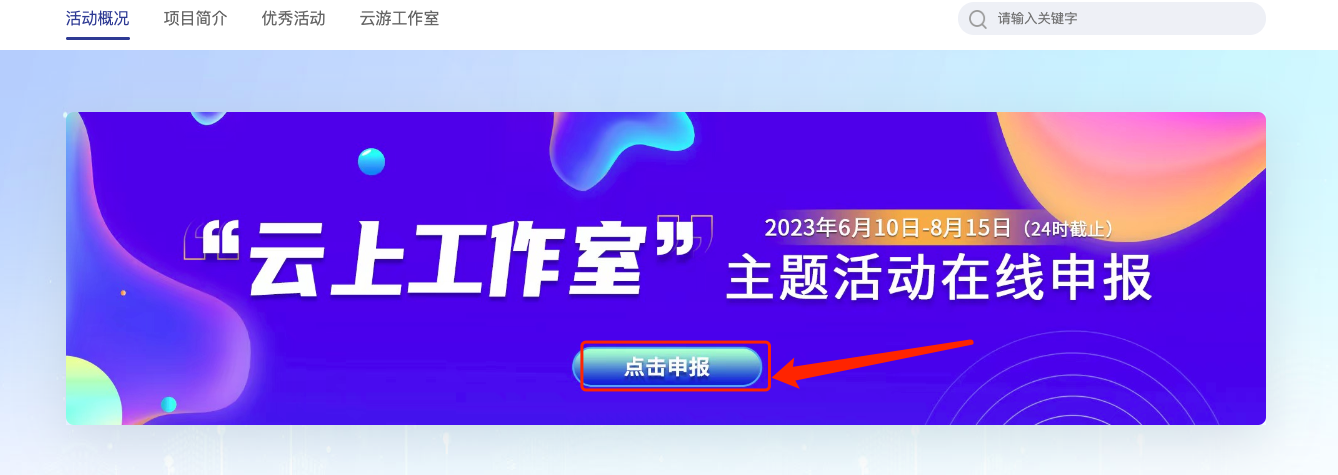 活动概况 项目简介 优秀活动 云游工作室 请输入关键字
“云上工作室”
2023年6月10日-8月15日（24时截止）
主题活动在线申报
点击申报